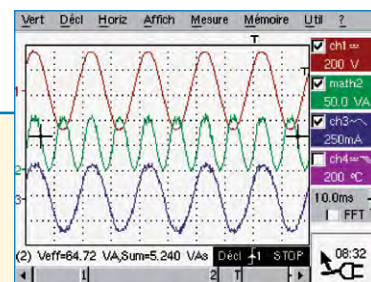 Vert Décl Horiz Affich Mesure Mémoire Util ?
T
T
ch1
200 V
math2
50.0 VA
ch3
250mA
ch4
200 ºC
10.0ms
FFT
1
2
3
(2) Veff=64.72 VA,Sum=5.240 VAs Décl 1 STOP
08:32
1 2 T